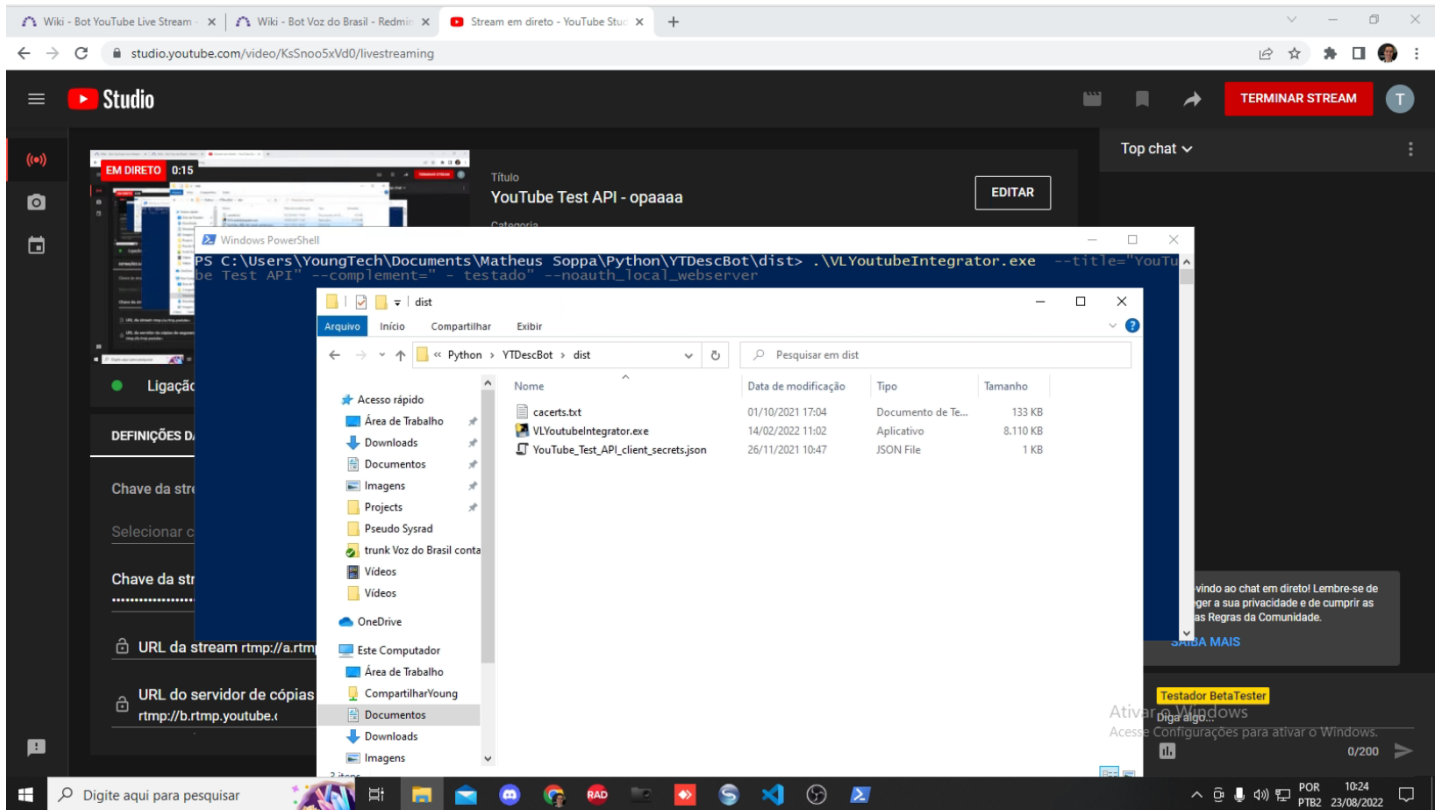 Wiki - Bot YouTube Live Stream -
Wiki - Bot Voz do Brasil - Redmin
Stream em direto - YouTube Stud
studio.youtube.com/video/KsSnoo5xVd0/livestreaming
Studio
TERMINAR STREAM
T
EM DIRETO 0:15
Título
YouTube Test API - opaaaa
Categoria
EDITAR
Top chat
Windows PowerShell
PS C:\Users\YoungTech\Documents\Matheus Soppa\Python\YTDescBot\dist> .\VLYoutubeIntegrator.exe --title="YouTu
be Test API" --complement=" - testado" --noauth_local_webserver
dist
Arquivo Início Compartilhar Exibir
« Python > YTDescBot > dist
Pesquisar em dist
Nome Data de modificação Tipo Tamanho
cacerts.txt 01/10/2021 17:04 Documento de Te... 133 KB
VLYoutubeIntegrator.exe 14/02/2022 11:02 Aplicativo 8.110 KB
YouTube_Test_API_client_secrets.json 26/11/2021 10:47 JSON File 1 KB
Acesso rápido
Área de Trabalho
Downloads
Documentos
Imagens
Projects
Pseudo Sysrad
trunk Voz do Brasil conta
Vídeos
Vídeos
OneDrive
Este Computador
Área de Trabalho
CompartilharYoung
Documentos
Downloads
Imagens
3 itens
Ligação
DEFINIÇÕES DA
Chave da stre
Selecionar c
Chave da str
URL da stream rtmp://a.rtm
URL do servidor de cópias
rtmp://b.rtmp.youtube.c
-vindo ao chat em direto! Lembre-se de
eger a sua privacidade e de cumprir as
as Regras da Comunidade.
SAIBA MAIS
Testador BetaTester
Diga algo...
0/200
Ativar o Windows
Acesse Configurações para ativar o Windows.
Digite aqui para pesquisar
RAD
POR
PTB2
10:24
23/08/2022